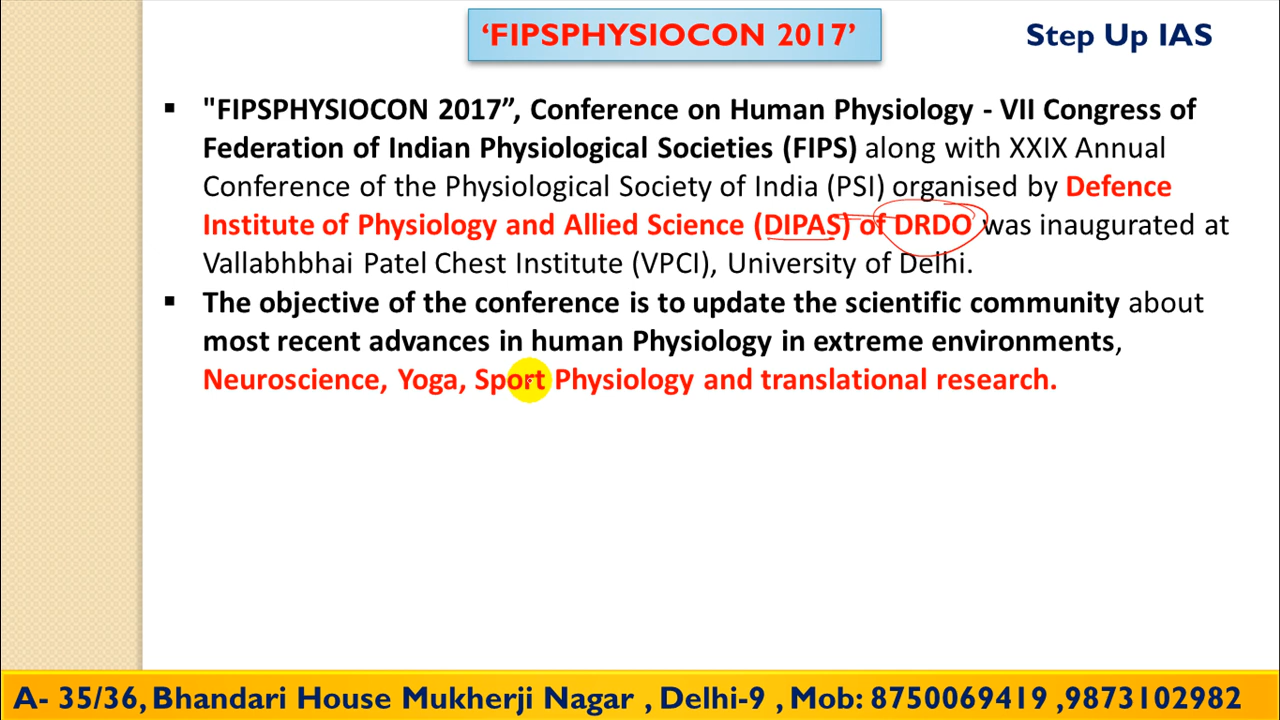 ‘FIPSPHYSIOCON 2017’
Step Up IAS
▪ "FIPSPHYSIOCON 2017”, Conference on Human Physiology - VII Congress of
Federation of Indian Physiological Societies (FIPS) along with XXIX Annual
Conference of the Physiological Society of India (PSI) organised by Defence
Institute of Physiology and Allied Science (DIPAS) of DRDO was inaugurated at
Vallabhbhai Patel Chest Institute (VPCI), University of Delhi.
▪ The objective of the conference is to update the scientific community about
most recent advances in human Physiology in extreme environments,
Neuroscience, Yoga, Sport Physiology and translational research.
A- 35/36, Bhandari House Mukherji Nagar , Delhi-9 , Mob: 8750069419 ,9873102982